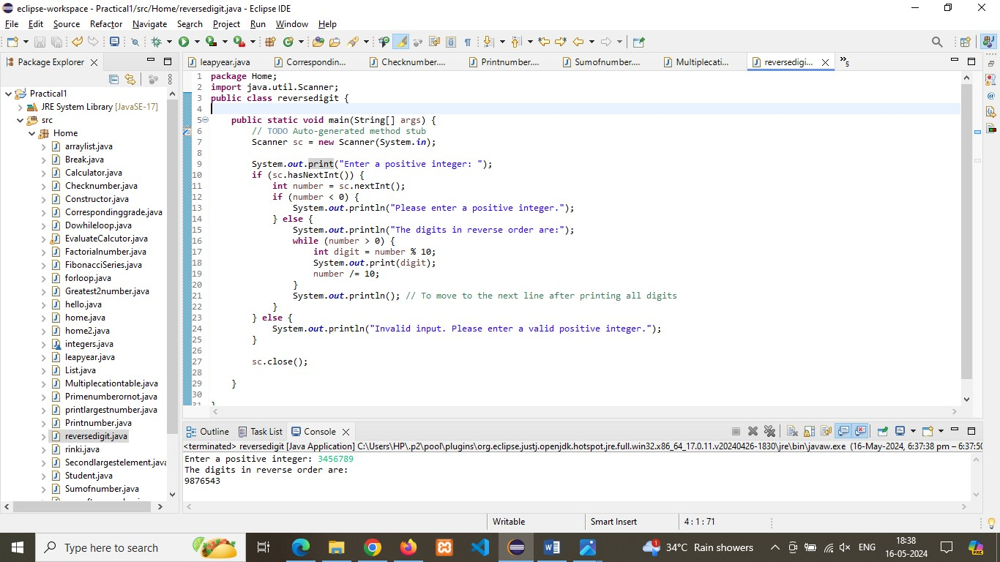 eclipse-workspace - Practical1/src/Home/reversedigit.java - Eclipse IDE
File Edit Source Refactor Navigate Search Project Run Window Help
Package Explorer
leapyear.java Correspondin... Checknumber.... Printnumber.... Sumofnumber.... Multiplecati... reversedigi... »5
Practical1
JRE System Library [JavaSE-17]
src
Home
arraylist.java
Break.java
Calculator.java
Checknumber.java
Constructor.java
Correspondinggrade.java
Dowhileloop.java
EvaluateCalcutor.java
Factorialnumber.java
FibonacciSeries.java
forloop.java
Greatest2number.java
hello.java
home.java
home2.java
integers.java
leapyear.java
List.java
Multiplecationtable.java
Primenumberornot.java
printlargestnumber.java
Printnumber.java
reversedigit.java
rinki.java
Secondlargestelement.java
Student.java
Sumofnumber.java
1 package Home;
2 import java.util.Scanner;
3 public class reversedigit {
4
5 public static void main(String[] args) {
6 // TODO Auto-generated method stub
7 Scanner sc = new Scanner(System.in);
8
9 System.out.print("Enter a positive integer: ");
10 if (sc.hasNextInt()) {
11 int number = sc.nextInt();
12 if (number < 0) {
13 System.out.println("Please enter a positive integer.");
14 } else {
15 System.out.println("The digits in reverse order are:");
16 while (number > 0) {
17 int digit = number % 10;
18 System.out.print(digit);
19 number /= 10;
20 }
21 System.out.println(); // To move to the next line after printing all digits
22 }
23 } else {
24 System.out.println("Invalid input. Please enter a valid positive integer.");
25 }
26
27 sc.close();
28
29 }
30
31 }
Outline Task List Console
<terminated> reversedigit [Java Application] C:\Users\HP\.p2\pool\plugins\org.eclipse.justj.openjdk.hotspot.jre.full.win32.x86_64_17.0.11.v20240426-1830\jre\bin\javaw.exe (16-May-2024, 6:37:38 pm – 6:37:50
Enter a positive integer: 3456789
The digits in reverse order are:
9876543
Writable Smart Insert 4 : 1 : 71
Type here to search
34°C Rain showers
ENG
18:38
16-05-2024